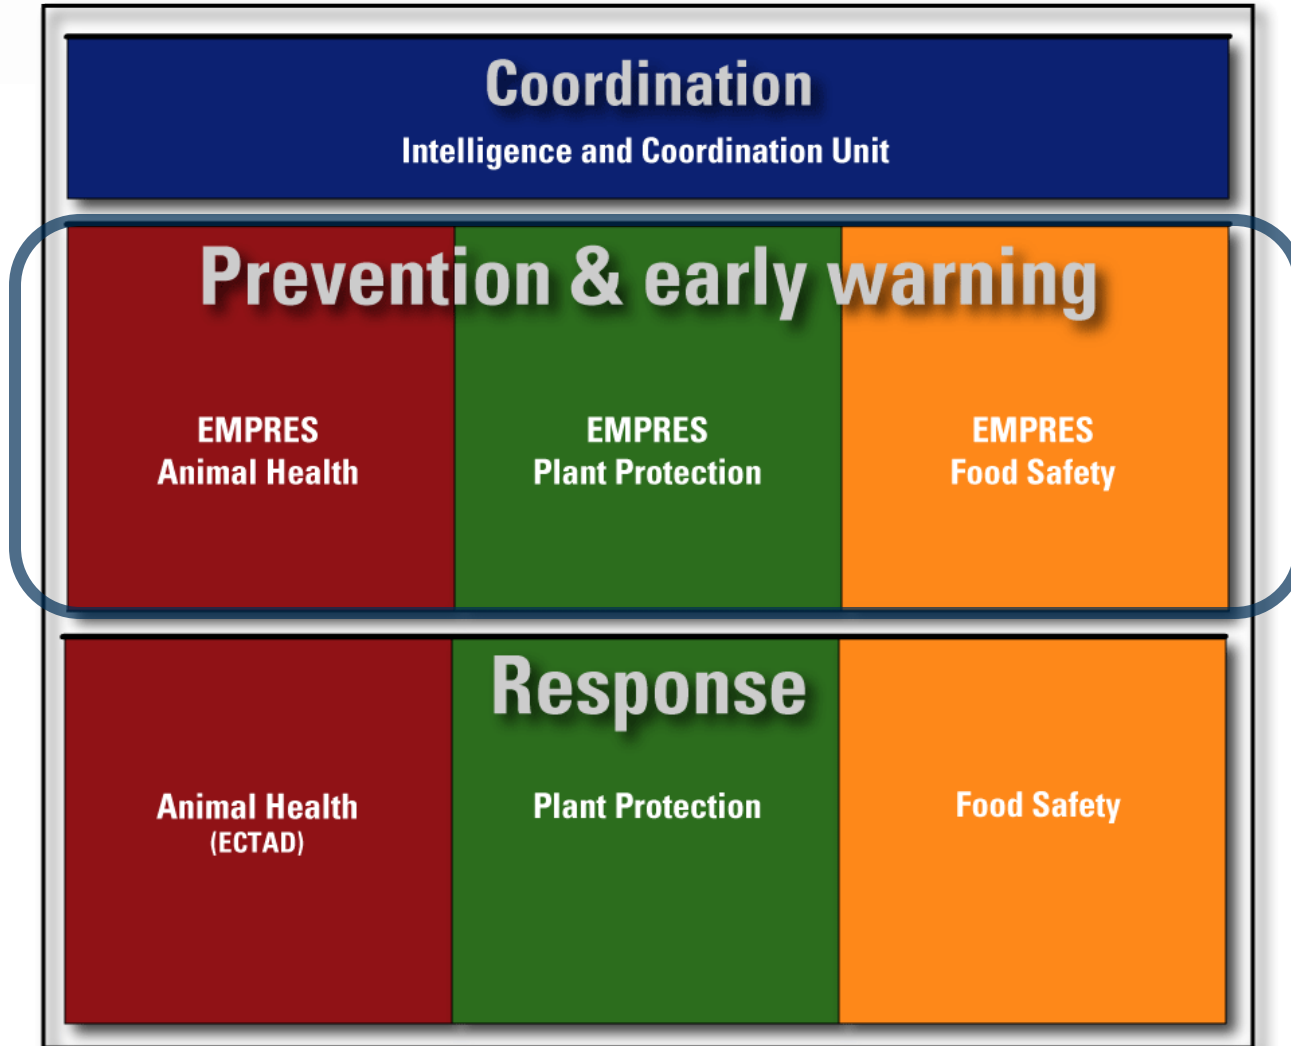 Coordination
Intelligence and Coordination Unit
Prevention & early warning
EMPRES
Animal Health
EMPRES
Plant Protection
EMPRES
Food Safety
Response
Animal Health
(ECTAD)
Plant Protection
Food Safety